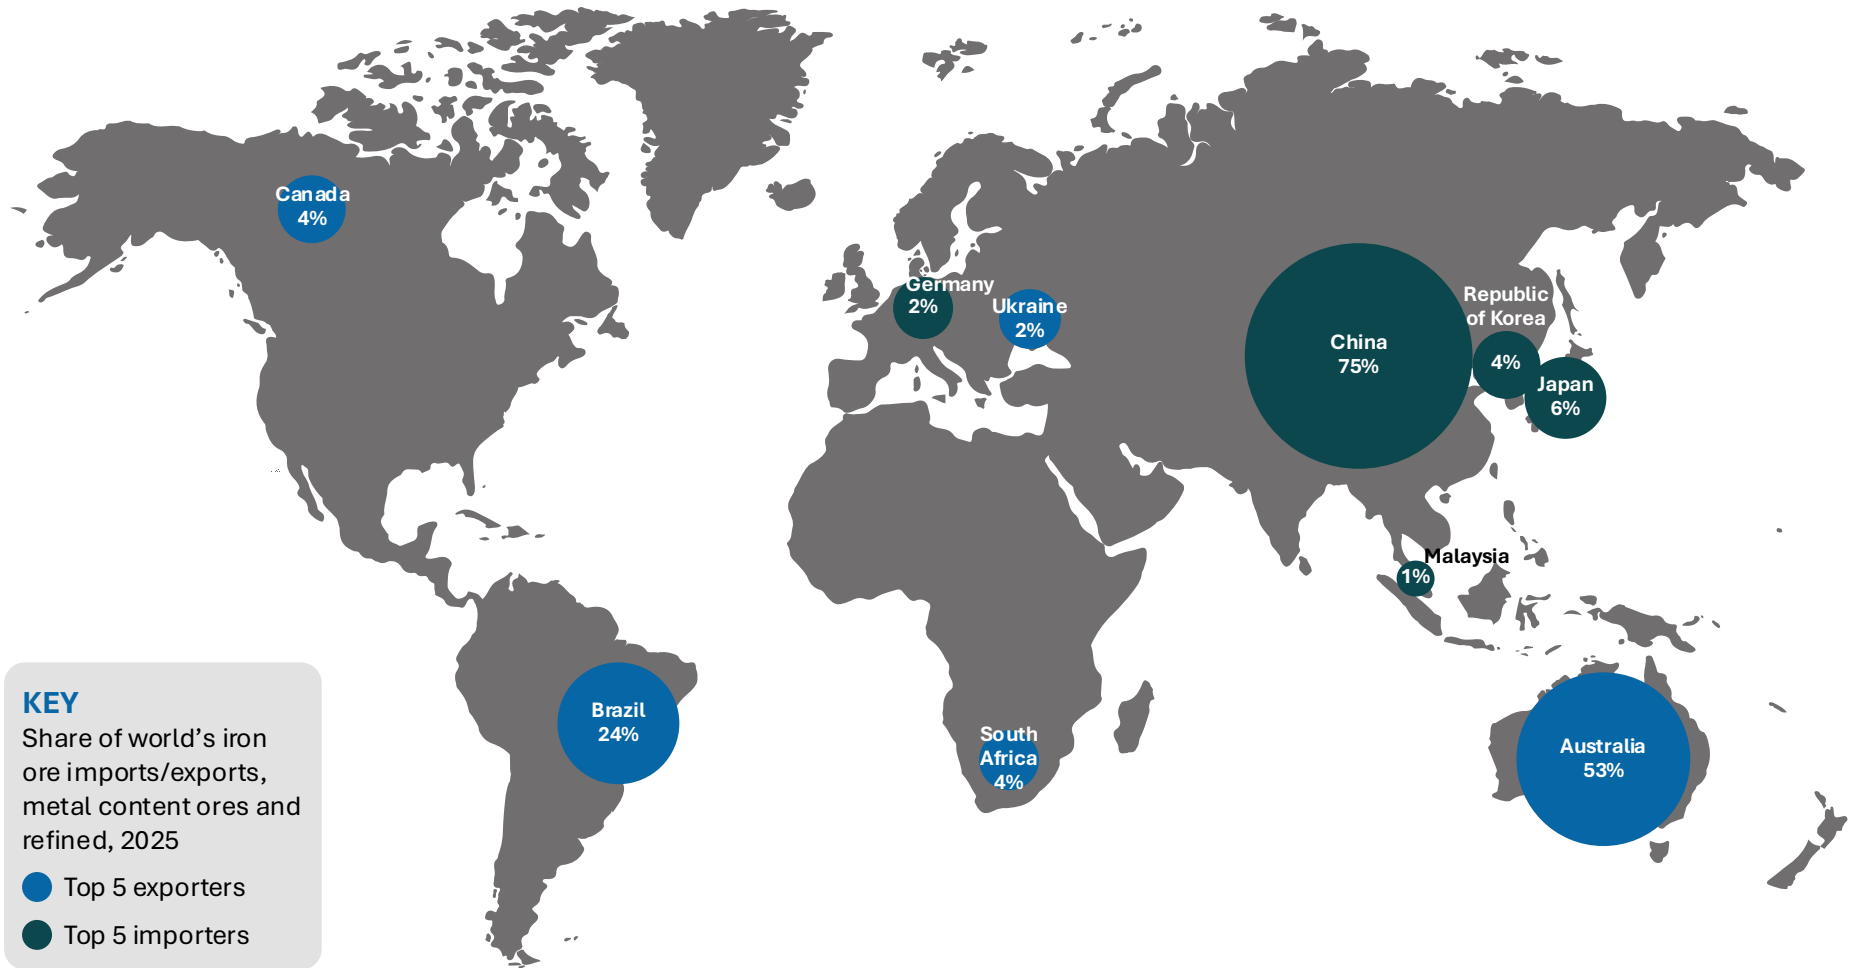 Canada
4%
Germany
2%
Ukraine
2%
China
75%
Republic
of Korea
4%
Japan
6%
Malaysia
1%
Brazil
24%
South
Africa
4%
Australia
53%
KEY
Share of world’s iron
ore imports/exports,
metal content ores and
refined, 2025
Top 5 exporters
Top 5 importers